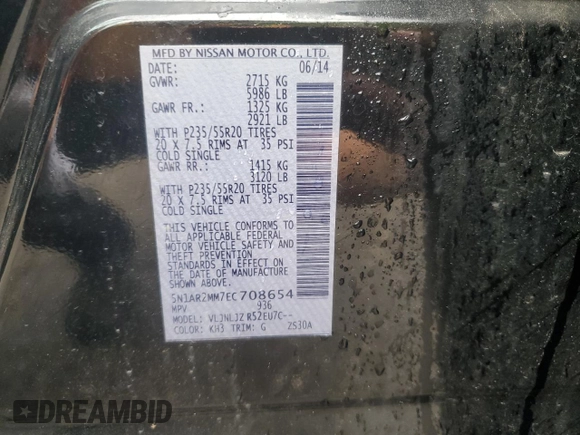 MFD BY NISSAN MOTOR CO., LTD.
DATE: 06/14
GVWR: 2715 KG
5986 LB
GAWR FR.: 1325 KG
2921 LB
WITH P235/55R20 TIRES
20 X 7.5 RIMS AT 35 PSI
COLD SINGLE
GAWR RR.: 1415 KG
3120 LB
WITH P235/55R20 TIRES
20 X 7.5 RIMS AT 35 PSI
COLD SINGLE
THIS VEHICLE CONFORMS TO
ALL APPLICABLE FEDERAL
MOTOR VEHICLE SAFETY AND
THEFT PREVENTION
STANDARDS IN EFFECT ON
THE DATE OF MANUFACTURE
SHOWN ABOVE.
5N1AR2MM7EC708654
MPV 936
MODEL: VLJNLJZ R52EU7C--
COLOR: KH3 TRIM: G ZS30A
DREAMBID